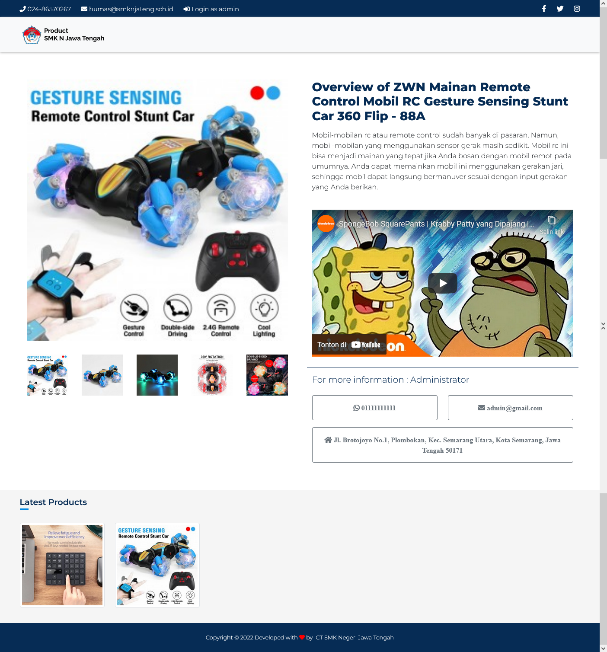 024-86570267 humas@smknjateng.sch.id Login as admin
Product
SMK N Jawa Tengah
GESTURE SENSING
Remote Control Stunt Car
Gesture Control
Double-side Driving
2.4G Remote Control
Cool Lighting
Overview of ZWN Mainan Remote
Control Mobil RC Gesture Sensing Stunt
Car 360 Flip - 88A
Mobil-mobilan rc atau remote control sudah banyak di pasaran. Namun,
mobil-mobilan yang menggunakan sensor gerak masih sedikit. Mobil rc ini
bisa menjadi mainan yang tepat jika Anda bosan dengan mobil remot pada
umumnya. Anda dapat memainkan mobil ini menggunakan gerakan jari,
sehingga mobil dapat langsung bermanuver sesuai dengan input gerakan
yang Anda berikan.
SpongeBob SquarePants | Krabby Patty yang Dipajang i...
Salin link
Tonton di YouTube
For more information : Administrator
01111111111
admin@gmail.com
Jl. Brotojoyo No.1, Plombokan, Kec. Semarang Utara, Kota Semarang, Jawa
Tengah 50171
Latest Products
GESTURE SENSING
Remote Control Stunt Car
Copyright © 2022 Developed with by ICT SMK Negeri Jawa Tengah